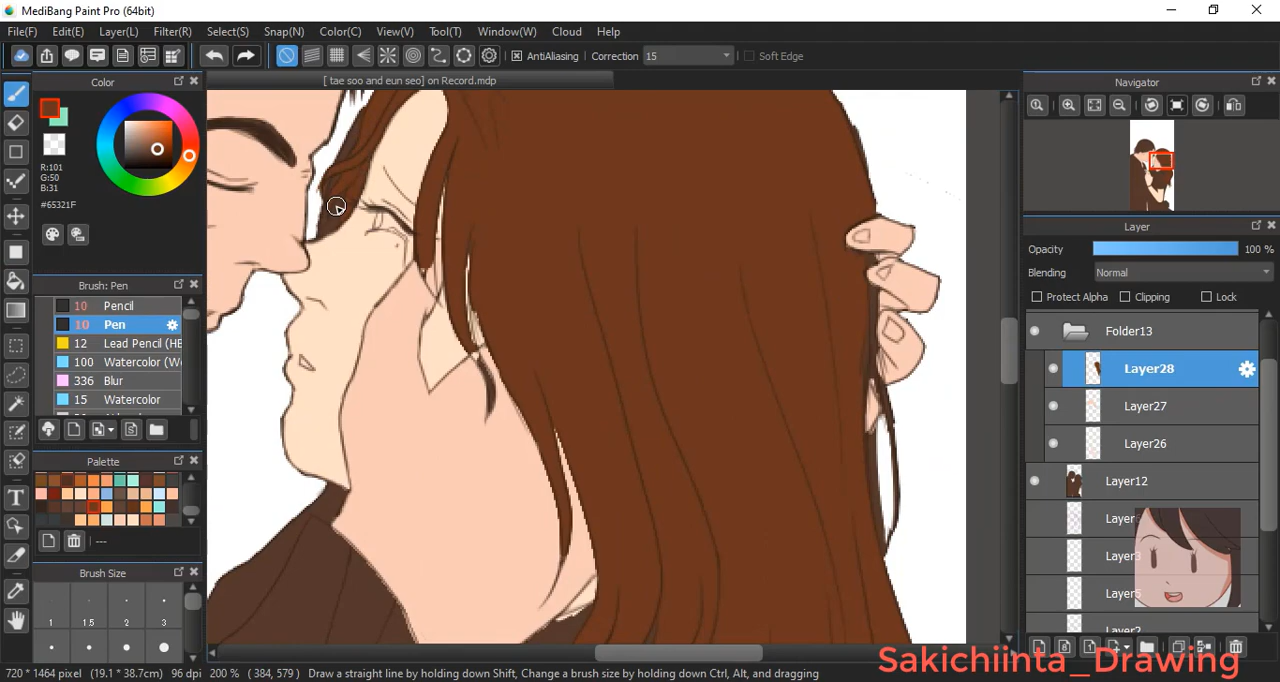 MediBang Paint Pro (64bit)
File(F) Edit(E) Layer(L) Filter(R) Select(S) Snap(N) Color(C) View(V) Tool(T) Window(W) Cloud Help
AntiAliasing Correction 15 Soft Edge
Color
[ tae soo and eun seo] on Record.mdp
Navigator
R:101
G:50
B:31
#65321F
Layer
Opacity 100 %
Blending Normal
Brush: Pen
Protect Alpha Clipping Lock
10 Pencil
10 Pen
12 Lead Pencil (HE
100 Watercolor (W
336 Blur
15 Watercolor
Folder13
Layer28
Layer27
Layer26
Layer12
Palette
---
Brush Size
1 1.5 2 3
720 * 1464 pixel (19.1 * 38.7cm) 96 dpi 200 % ( 384, 579 ) Draw a straight line by holding down Shift, Change a brush size by holding down Ctrl, Alt, and dragging
Sakichiinta_Drawing